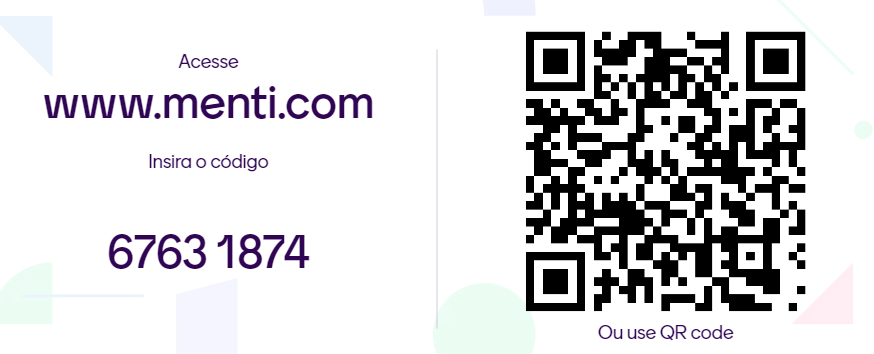 Acesse
www.menti.com
Insira o código
6763 1874
Ou use QR code